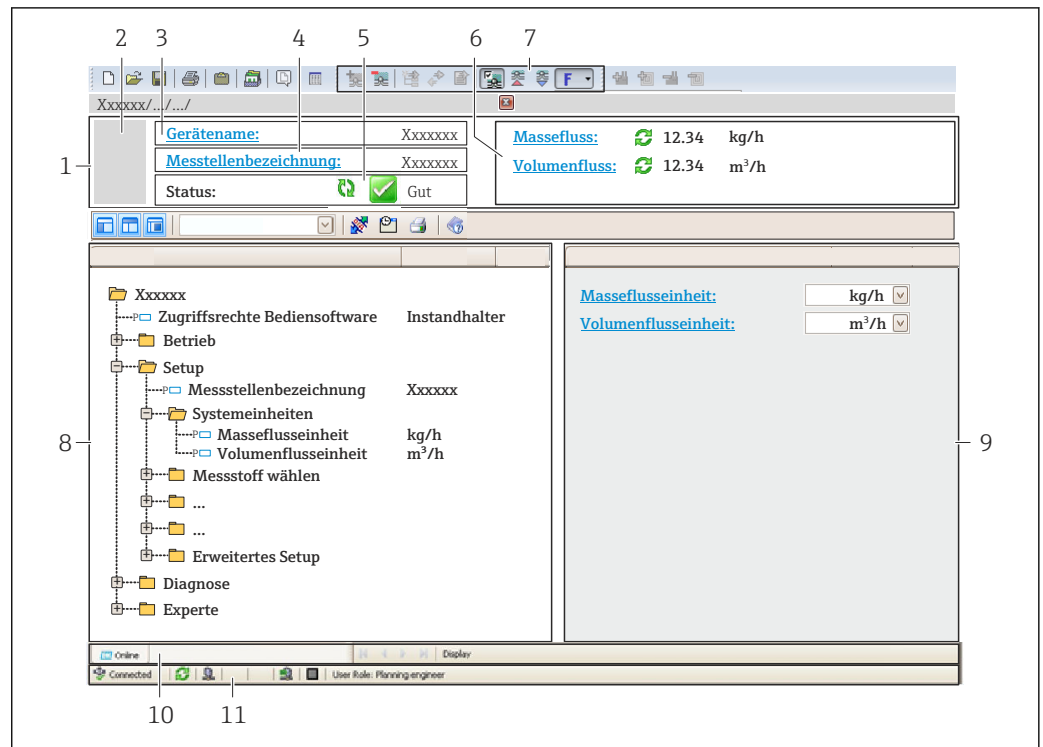 2 3 4 5 6 7
F
Xxxxxx/.../.../
1
Gerätename: Xxxxxxx
Messtellenbezeichnung: Xxxxxxx
Status: Gut
Massefluss: 12.34 kg/h
Volumenfluss: 12.34 m³/h
Xxxxxx
P Zugriffsrechte Bediensoftware Instandhalter
Betrieb
Setup
P Messstellenbezeichnung Xxxxxx
Systemeinheiten
P Masseflusseinheit kg/h
P Volumenflusseinheit m³/h
Messstoff wählen
...
...
Erweitertes Setup
Diagnose
Experte
8
Masseflusseinheit: kg/h
Volumenflusseinheit: m³/h
9
Online Display
Connected User Role: Planning engineer
10 11